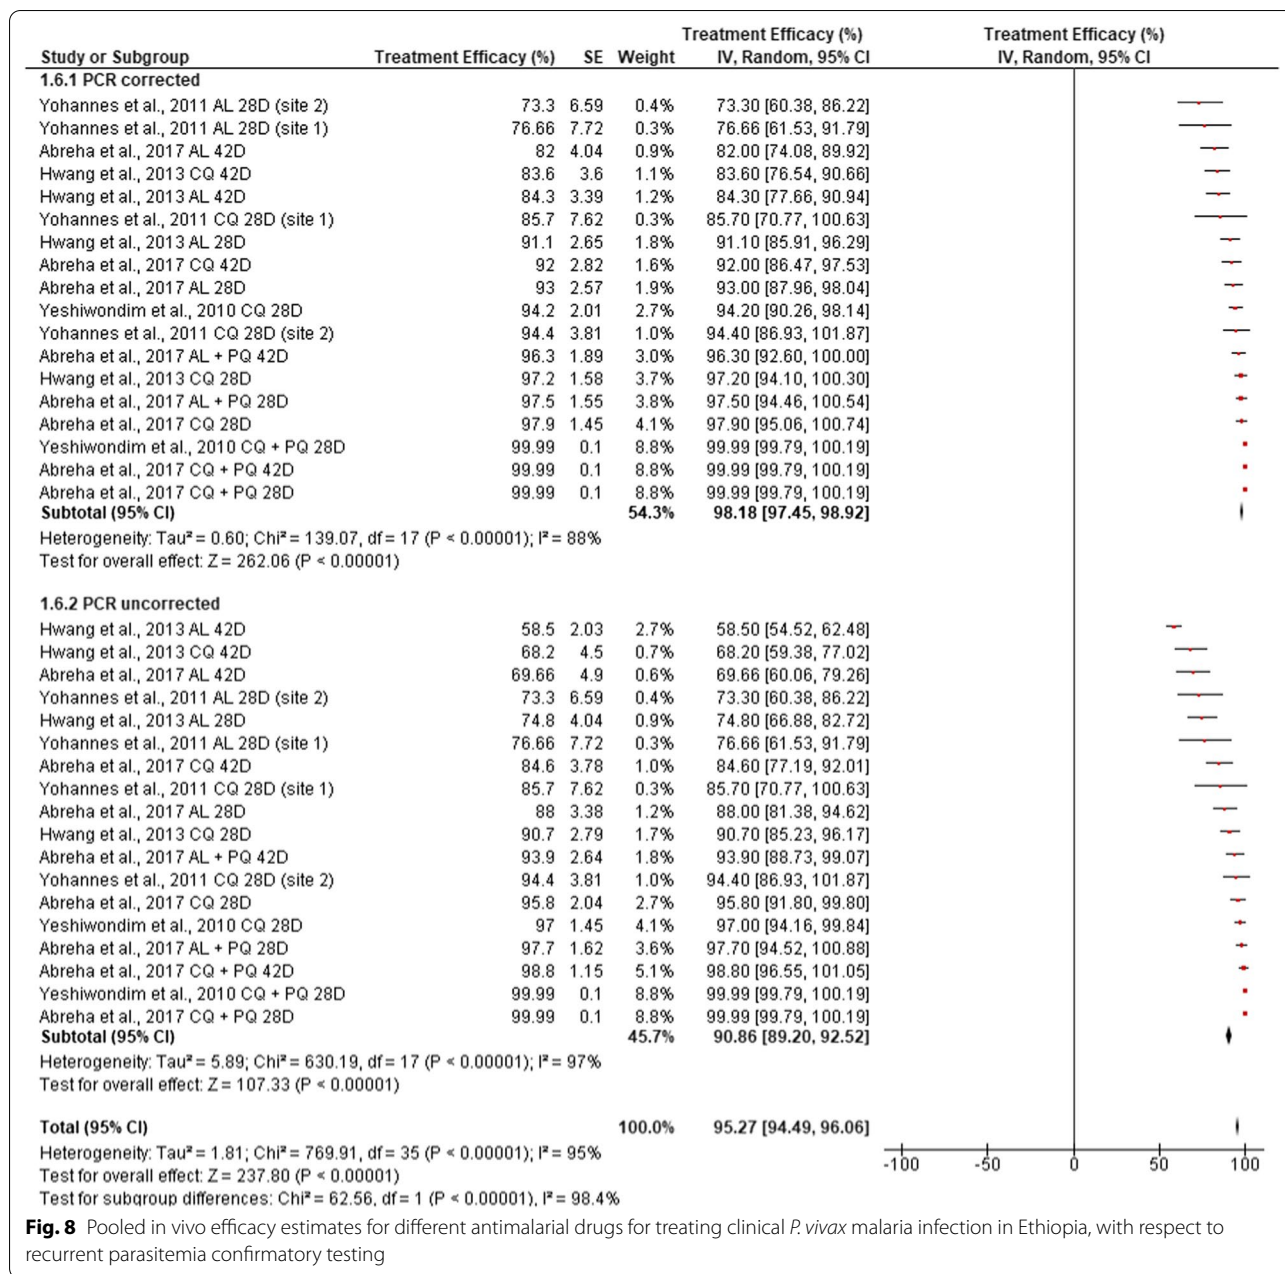 Treatment Efficacy (%) Treatment Efficacy (%)
Study or Subgroup Treatment Efficacy (%) SE Weight IV, Random, 95% CI IV, Random, 95% CI
1.6.1 PCR corrected
Yohannes et al., 2011 AL 28D (site 2) 73.3 6.59 0.4% 73.30 [60.38, 86.22]
Yohannes et al., 2011 AL 28D (site 1) 76.66 7.72 0.3% 76.66 [61.53, 91.79]
Abreha et al., 2017 AL 42D 82 4.04 0.9% 82.00 [74.08, 89.92]
Hwang et al., 2013 CQ 42D 83.6 3.6 1.1% 83.60 [76.54, 90.66]
Hwang et al., 2013 AL 42D 84.3 3.39 1.2% 84.30 [77.66, 90.94]
Yohannes et al., 2011 CQ 28D (site 1) 85.7 7.62 0.3% 85.70 [70.77, 100.63]
Hwang et al., 2013 AL 28D 91.1 2.65 1.8% 91.10 [85.91, 96.29]
Abreha et al., 2017 CQ 42D 92 2.82 1.6% 92.00 [86.47, 97.53]
Abreha et al., 2017 AL 28D 93 2.57 1.9% 93.00 [87.96, 98.04]
Yeshiwondim et al., 2010 CQ 28D 94.2 2.01 2.7% 94.20 [90.26, 98.14]
Yohannes et al., 2011 CQ 28D (site 2) 94.4 3.81 1.0% 94.40 [86.93, 101.87]
Abreha et al., 2017 AL + PQ 42D 96.3 1.89 3.0% 96.30 [92.60, 100.00]
Hwang et al., 2013 CQ 28D 97.2 1.58 3.7% 97.20 [94.10, 100.30]
Abreha et al., 2017 AL + PQ 28D 97.5 1.55 3.8% 97.50 [94.46, 100.54]
Abreha et al., 2017 CQ 28D 97.9 1.45 4.1% 97.90 [95.06, 100.74]
Yeshiwondim et al., 2010 CQ + PQ 28D 99.99 0.1 8.8% 99.99 [99.79, 100.19]
Abreha et al., 2017 CQ + PQ 42D 99.99 0.1 8.8% 99.99 [99.79, 100.19]
Abreha et al., 2017 CQ + PQ 28D 99.99 0.1 8.8% 99.99 [99.79, 100.19]
Subtotal (95% CI) 54.3% 98.18 [97.45, 98.92]
Heterogeneity: Tau² = 0.60; Chi² = 139.07, df = 17 (P < 0.00001); I² = 88%
Test for overall effect: Z = 262.06 (P < 0.00001)
1.6.2 PCR uncorrected
Hwang et al., 2013 AL 42D 58.5 2.03 2.7% 58.50 [54.52, 62.48]
Hwang et al., 2013 CQ 42D 68.2 4.5 0.7% 68.20 [59.38, 77.02]
Abreha et al., 2017 AL 42D 69.66 4.9 0.6% 69.66 [60.06, 79.26]
Yohannes et al., 2011 AL 28D (site 2) 73.3 6.59 0.4% 73.30 [60.38, 86.22]
Hwang et al., 2013 AL 28D 74.8 4.04 0.9% 74.80 [66.88, 82.72]
Yohannes et al., 2011 AL 28D (site 1) 76.66 7.72 0.3% 76.66 [61.53, 91.79]
Abreha et al., 2017 CQ 42D 84.6 3.78 1.0% 84.60 [77.19, 92.01]
Yohannes et al., 2011 CQ 28D (site 1) 85.7 7.62 0.3% 85.70 [70.77, 100.63]
Abreha et al., 2017 AL 28D 88 3.38 1.2% 88.00 [81.38, 94.62]
Hwang et al., 2013 CQ 28D 90.7 2.79 1.7% 90.70 [85.23, 96.17]
Abreha et al., 2017 AL + PQ 42D 93.9 2.64 1.8% 93.90 [88.73, 99.07]
Yohannes et al., 2011 CQ 28D (site 2) 94.4 3.81 1.0% 94.40 [86.93, 101.87]
Abreha et al., 2017 CQ 28D 95.8 2.04 2.7% 95.80 [91.80, 99.80]
Yeshiwondim et al., 2010 CQ 28D 97 1.45 4.1% 97.00 [94.16, 99.84]
Abreha et al., 2017 AL + PQ 28D 97.7 1.62 3.6% 97.70 [94.52, 100.88]
Abreha et al., 2017 CQ + PQ 42D 98.8 1.15 5.1% 98.80 [96.55, 101.05]
Yeshiwondim et al., 2010 CQ + PQ 28D 99.99 0.1 8.8% 99.99 [99.79, 100.19]
Abreha et al., 2017 CQ + PQ 28D 99.99 0.1 8.8% 99.99 [99.79, 100.19]
Subtotal (95% CI) 45.7% 90.86 [89.20, 92.52]
Heterogeneity: Tau² = 5.89; Chi² = 630.19, df = 17 (P < 0.00001); I² = 97%
Test for overall effect: Z = 107.33 (P < 0.00001)
Total (95% CI) 100.0% 95.27 [94.49, 96.06]
Heterogeneity: Tau² = 1.81; Chi² = 769.91, df = 35 (P < 0.00001); I² = 95%
Test for overall effect: Z = 237.80 (P < 0.00001)
Test for subgroup differences: Chi² = 62.56, df = 1 (P < 0.00001), I² = 98.4%
-100 -50 0 50 100
Fig. 8 Pooled in vivo efficacy estimates for different antimalarial drugs for treating clinical P. vivax malaria infection in Ethiopia, with respect to
recurrent parasitemia confirmatory testing